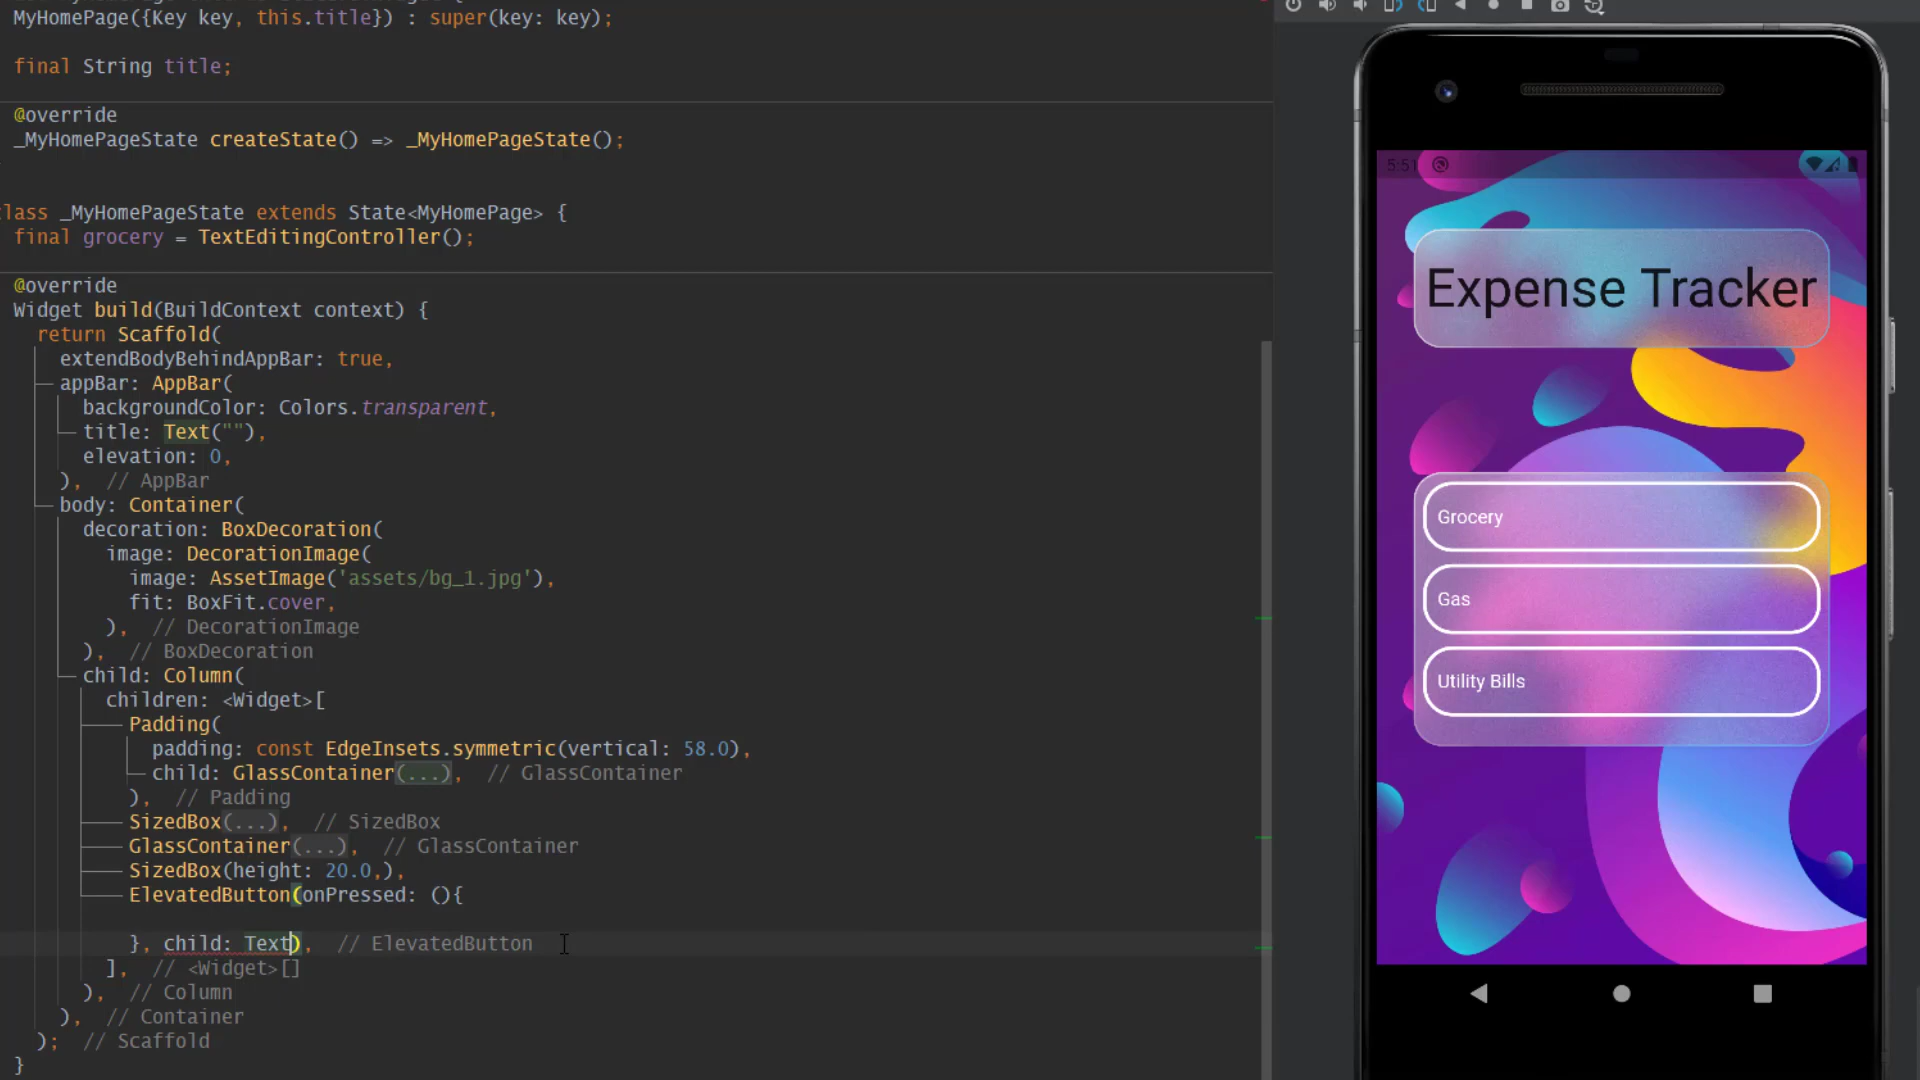 MyHomePage({Key key, this.title}) : super(key: key);
final String title;
@override
_MyHomePageState createState() => _MyHomePageState();
class _MyHomePageState extends State<MyHomePage> {
final grocery = TextEditingController();
@override
Widget build(BuildContext context) {
return Scaffold(
extendBodyBehindAppBar: true,
appBar: AppBar(
backgroundColor: Colors.transparent,
title: Text(""),
elevation: 0,
), // AppBar
body: Container(
decoration: BoxDecoration(
image: DecorationImage(
image: AssetImage('assets/bg_1.jpg'),
fit: BoxFit.cover,
), // DecorationImage
), // BoxDecoration
child: Column(
children: <Widget>[
Padding(
padding: const EdgeInsets.symmetric(vertical: 58.0),
child: GlassContainer(...), // GlassContainer
), // Padding
SizedBox(...), // SizedBox
GlassContainer(...), // GlassContainer
SizedBox(height: 20.0,),
ElevatedButton(onPressed: (){
}, child: Text), // ElevatedButton
], // <Widget>[]
), // Column
), // Container
); // Scaffold
}
5:51
Expense Tracker
Grocery
Gas
Utility Bills